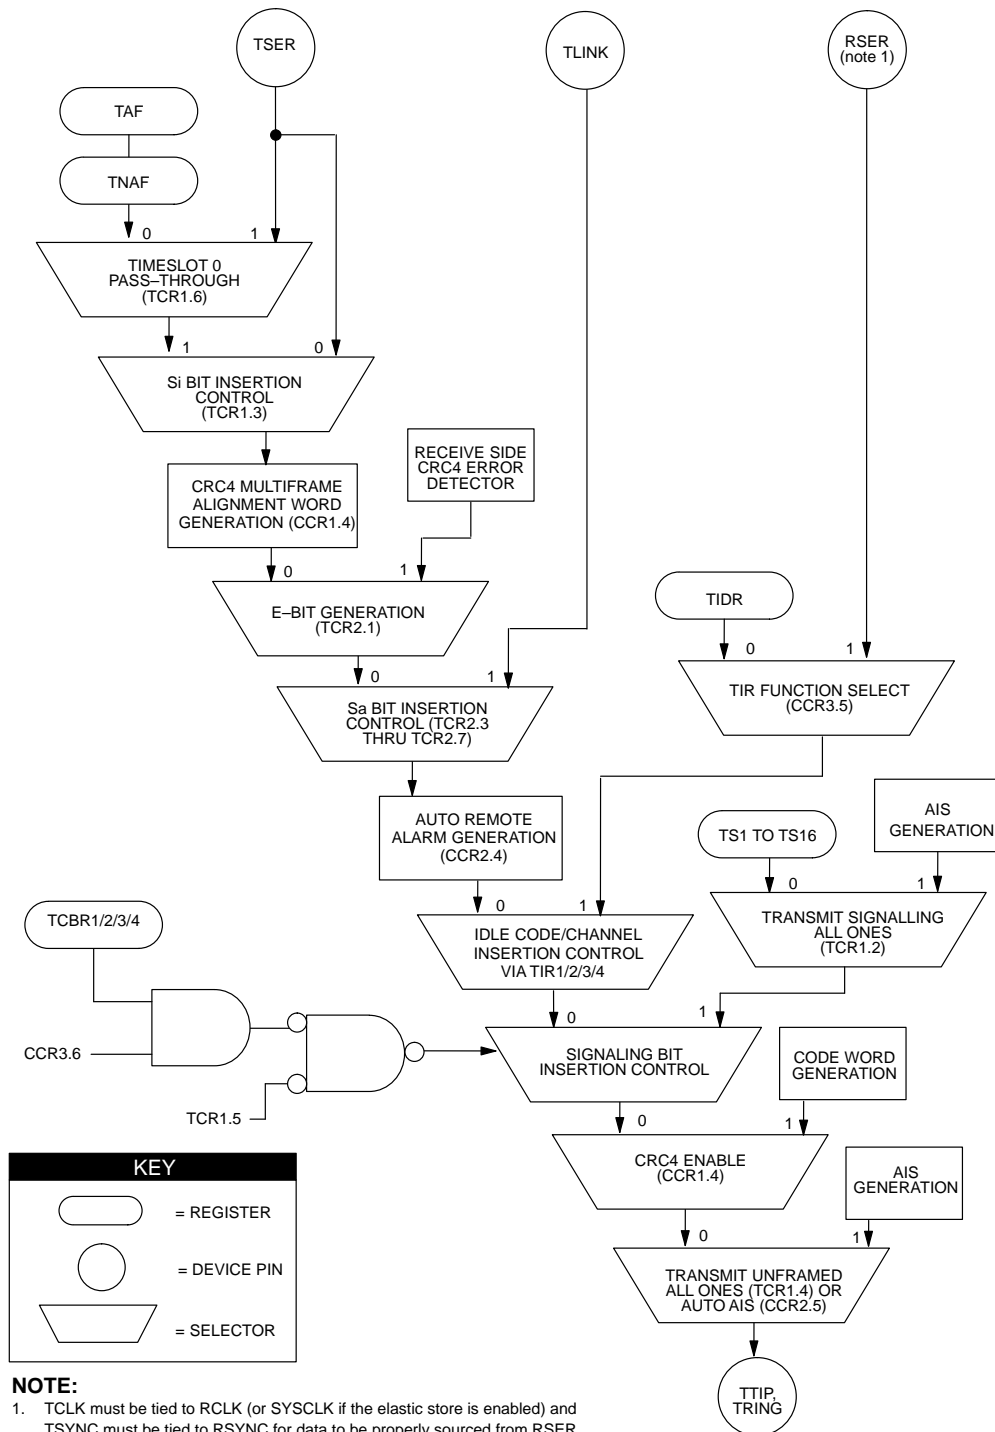 TSER
TLINK
RSER
(note 1)
TAF
TNAF
0
1
TIMESLOT 0
PASS–THROUGH
(TCR1.6)
1
0
Si BIT INSERTION
CONTROL
(TCR1.3)
RECEIVE SIDE
CRC4 ERROR
DETECTOR
CRC4 MULTIFRAME
ALIGNMENT WORD
GENERATION (CCR1.4)
0
1
E–BIT GENERATION
(TCR2.1)
TIDR
0
1
TIR FUNCTION SELECT
(CCR3.5)
0
1
Sa BIT INSERTION
CONTROL (TCR2.3
THRU TCR2.7)
AUTO REMOTE
ALARM GENERATION
(CCR2.4)
TS1 TO TS16
AIS
GENERATION
0
1
TRANSMIT SIGNALLING
ALL ONES
(TCR1.2)
0
1
IDLE CODE/CHANNEL
INSERTION CONTROL
VIA TIR1/2/3/4
TCBR1/2/3/4
CCR3.6
TCR1.5
0
1
SIGNALING BIT
INSERTION CONTROL
CODE WORD
GENERATION
0
1
CRC4 ENABLE
(CCR1.4)
AIS
GENERATION
0
1
TRANSMIT UNFRAMED
ALL ONES (TCR1.4) OR
AUTO AIS (CCR2.5)
TTIP,
TRING
KEY
= REGISTER
= DEVICE PIN
= SELECTOR
NOTE:
1. TCLK must be tied to RCLK (or SYSCLK if the elastic store is enabled) and
TSYNC must be tied to RSYNC for data to be properly sourced from RSER